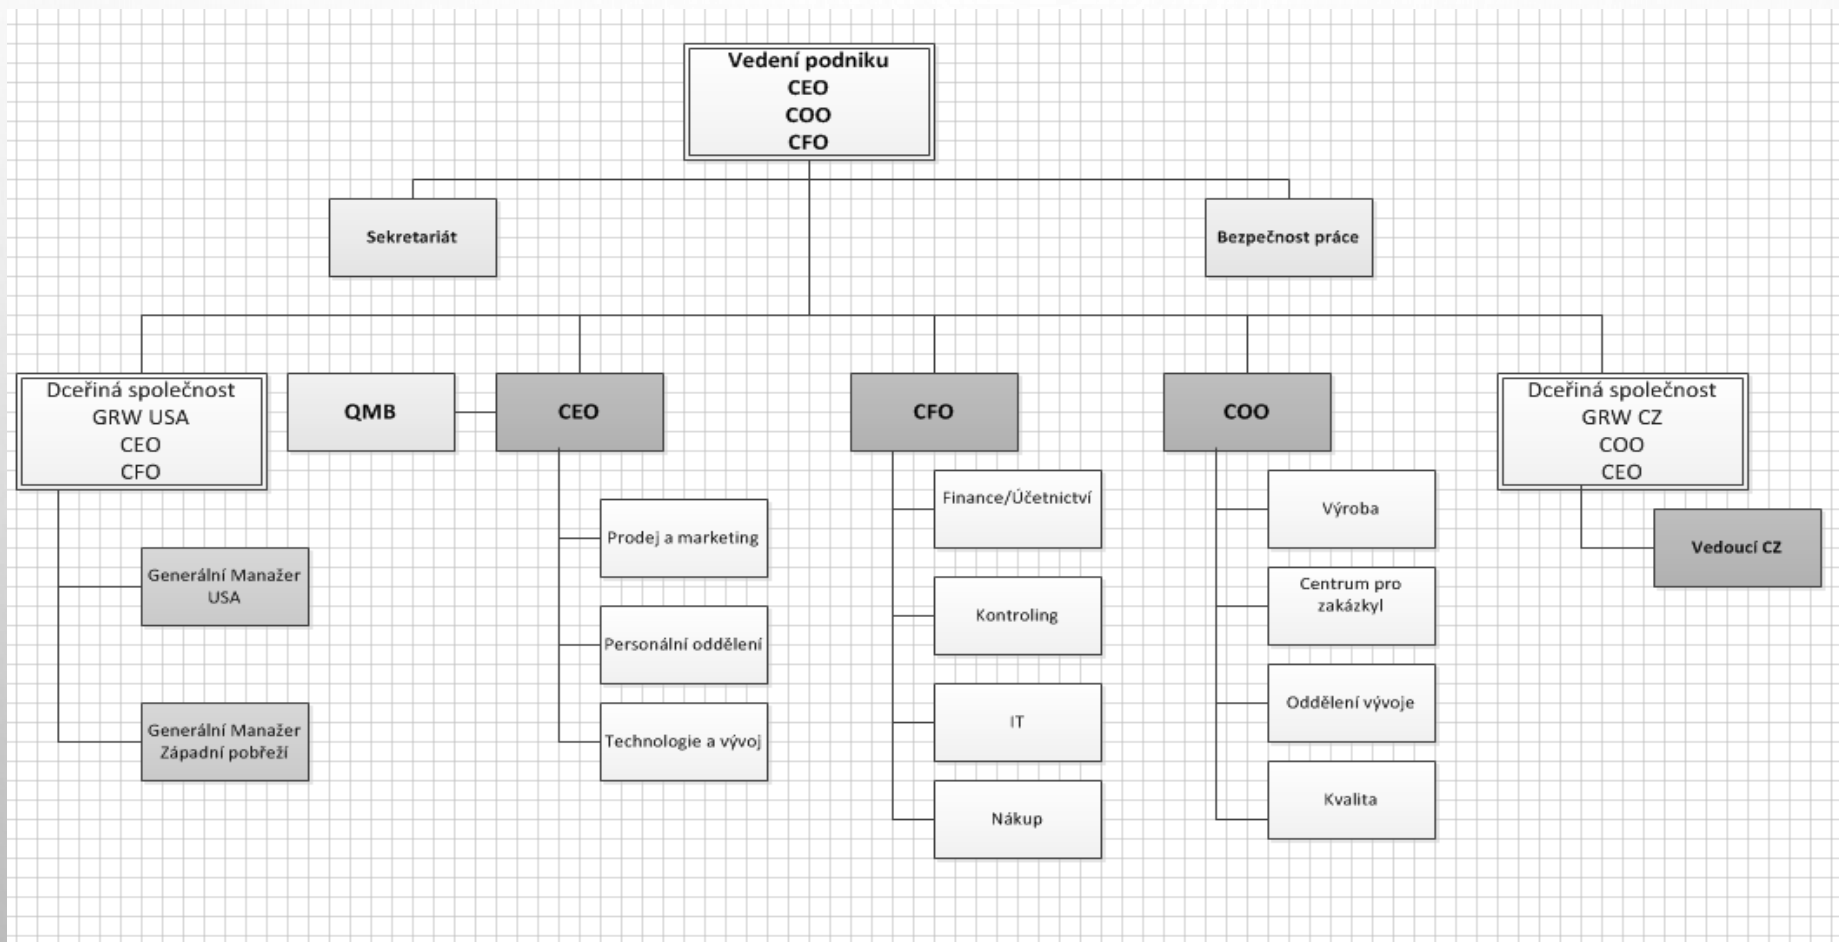 Vedení podniku
CEO
COO
CFO
Sekretariát
Bezpečnost práce
Dceřiná společnost
GRW USA
CEO
CFO
QMB
CEO
CFO
COO
Dceřiná společnost
GRW CZ
COO
CEO
Generální Manažer
USA
Generální Manažer
Západní pobřeží
Prodej a marketing
Personální oddělení
Technologie a vývoj
Finance/Účetnictví
Kontroling
IT
Nákup
Výroba
Centrum pro
zakázkyl
Oddělení vývoje
Kvalita
Vedoucí CZ